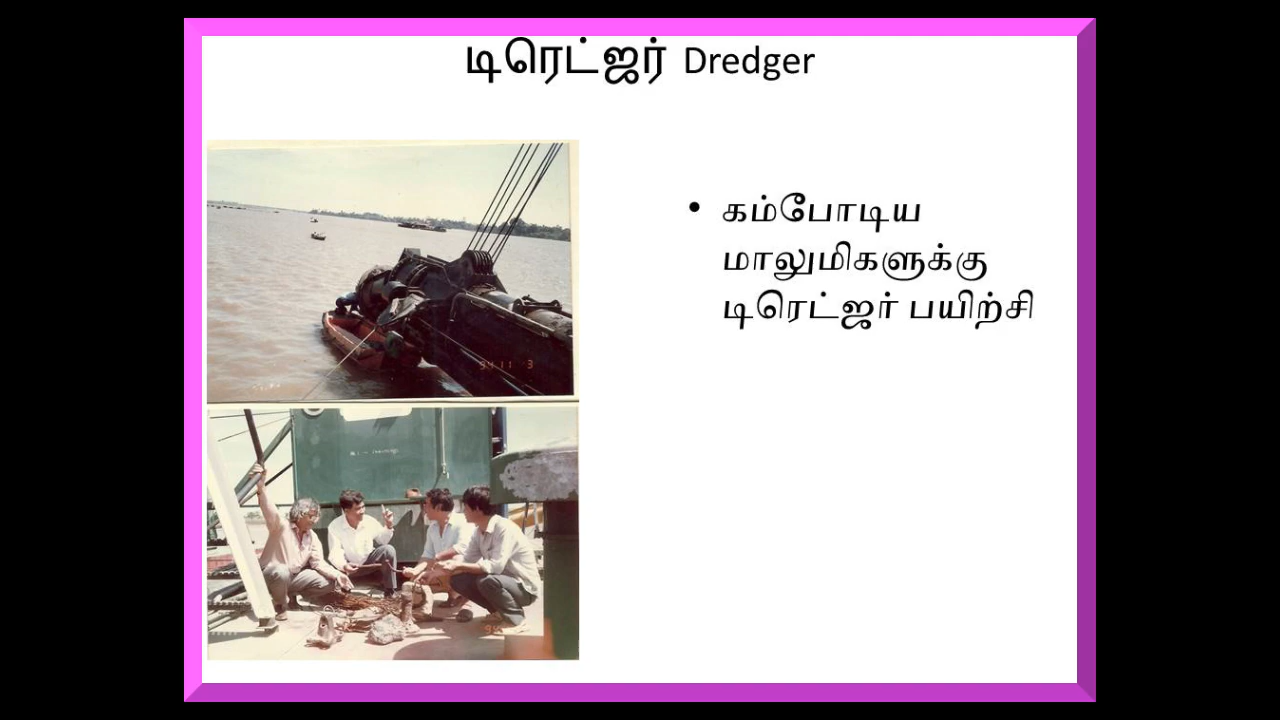 டிரெட்ஜர் Dredger
• கம்போடிய
மாலுமிகளுக்கு
டிரெட்ஜர் பயிற்சி